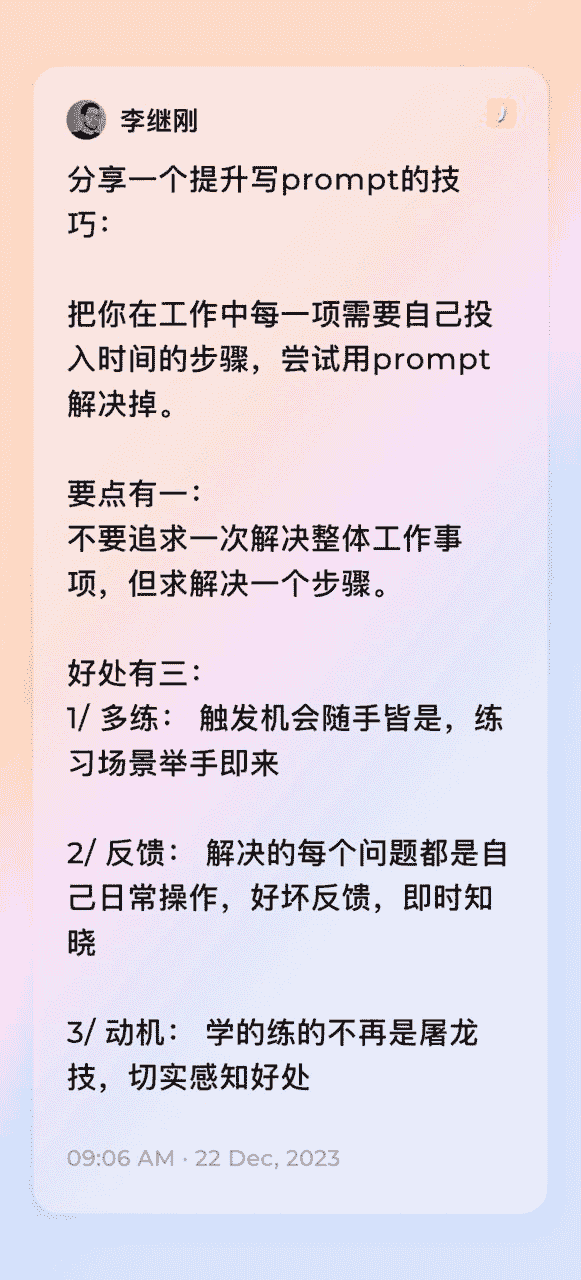 李继刚
分享一个提升写prompt的技
巧：
把你在工作中每一项需要自己投
入时间的步骤，尝试用prompt
解决掉。
要点有一：
不要追求一次解决整体工作事
项，但求解决一个步骤。
好处有三：
1/ 多练： 触发机会随手皆是，练
习场景举手即来
2/ 反馈： 解决的每个问题都是自
己日常操作，好坏反馈，即时知
晓
3/ 动机： 学的练的不再是屠龙
技，切实感知好处
09:06 AM · 22 Dec, 2023